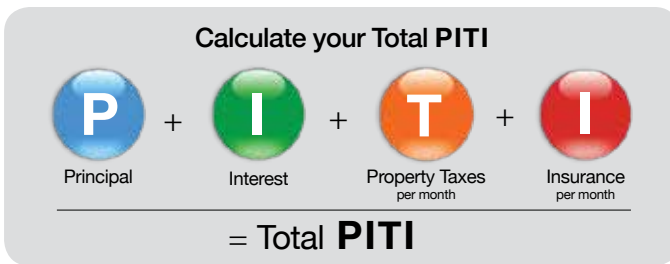 Calculate your Total PITI
P + I + T + I
Principal Interest Property Taxes Insurance
per month per month
= Total PITI